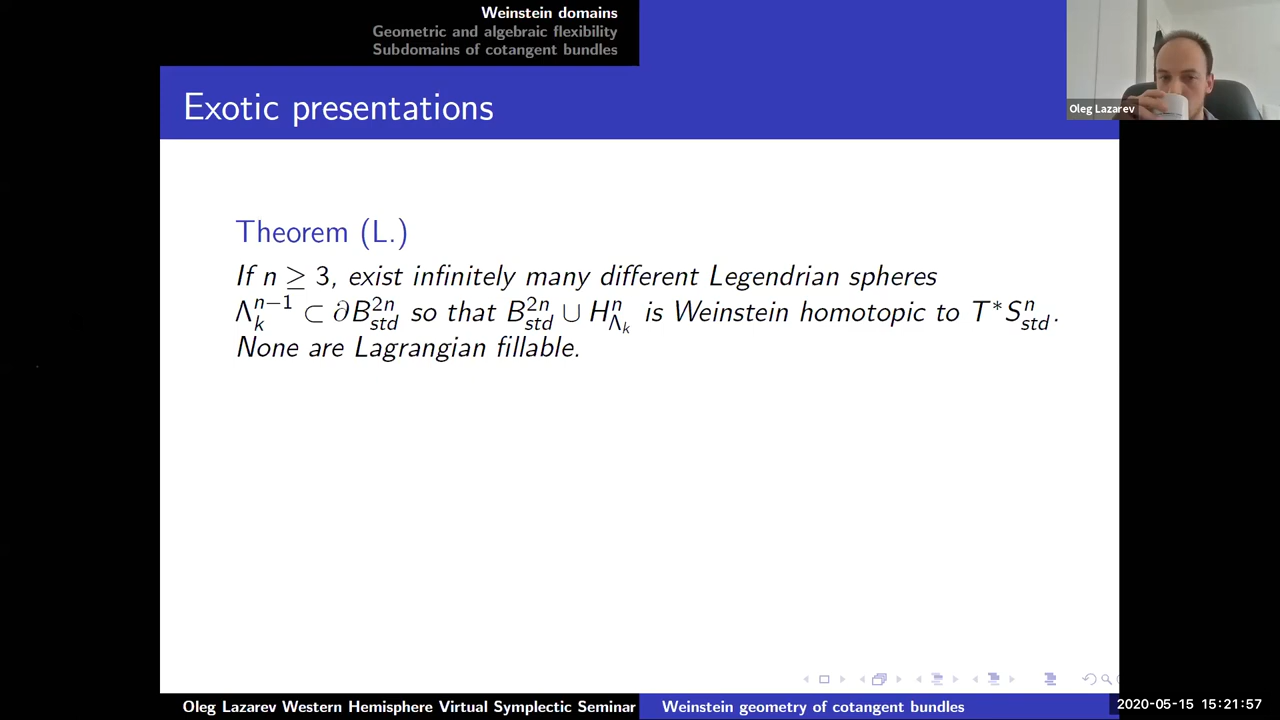 Weinstein domains
Geometric and algebraic flexibility
Subdomains of cotangent bundles
Oleg Lazarev
Exotic presentations
Theorem (L.)
If n ≥ 3, exist infinitely many different Legendrian spheres
Λ_k^{n−1} ⊂ ∂B_{std}^{2n} so that B_{std}^{2n} ∪ H_{Λ_k}^n is Weinstein homotopic to T*S_{std}^n.
None are Lagrangian fillable.
Oleg Lazarev Western Hemisphere Virtual Symplectic Seminar
Weinstein geometry of cotangent bundles
2020-05-15 15:21:57